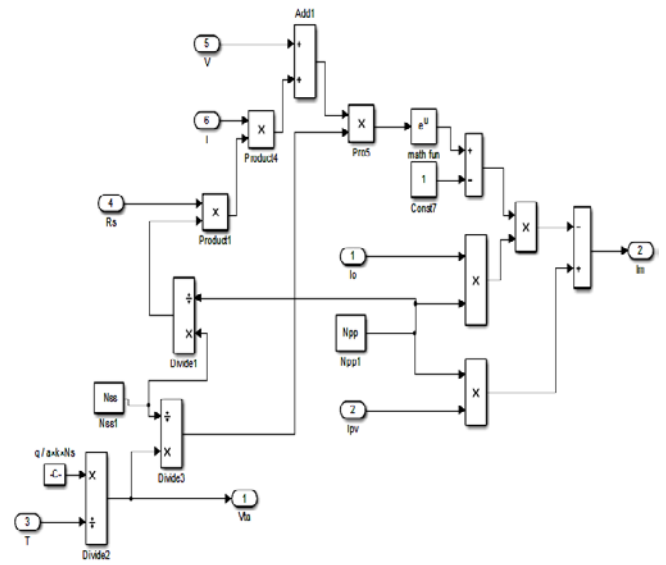 Add1
5
+
V
+
6
I
X
Product4
X
Pro5
e^u
math fun
+
-
1
Const7
4
Rs
X
Product1
X
-
+
2
Im
1
Io
X
÷
X
Divide1
Npp
Npp1
X
2
Ipv
Nss
Nss1
÷
X
Divide3
q / a×k×Ns
-C-
X
÷
Divide2
3
T
1
Vta